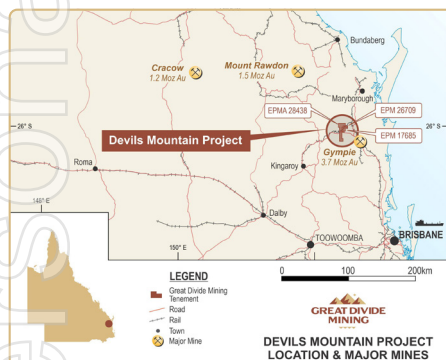 Bundaberg
Cracow
1.2 Moz Au
Mount Rawdon
1.5 Moz Au
Maryborough
EPMA 28438
EPM 26709
26° S
26° S
Devils Mountain Project
EPM 17685
Gympie
3.7 Moz Au
Roma
Kingaroy
148° E
Dalby
BRISBANE
150° E
TOOWOOMBA
LEGEND
Great Divide Mining
Tenement
Road
Rail
Town
Major Mine
0 100 200km
GREAT DIVIDE
MINING
DEVILS MOUNTAIN PROJECT
LOCATION & MAJOR MINES
ersona